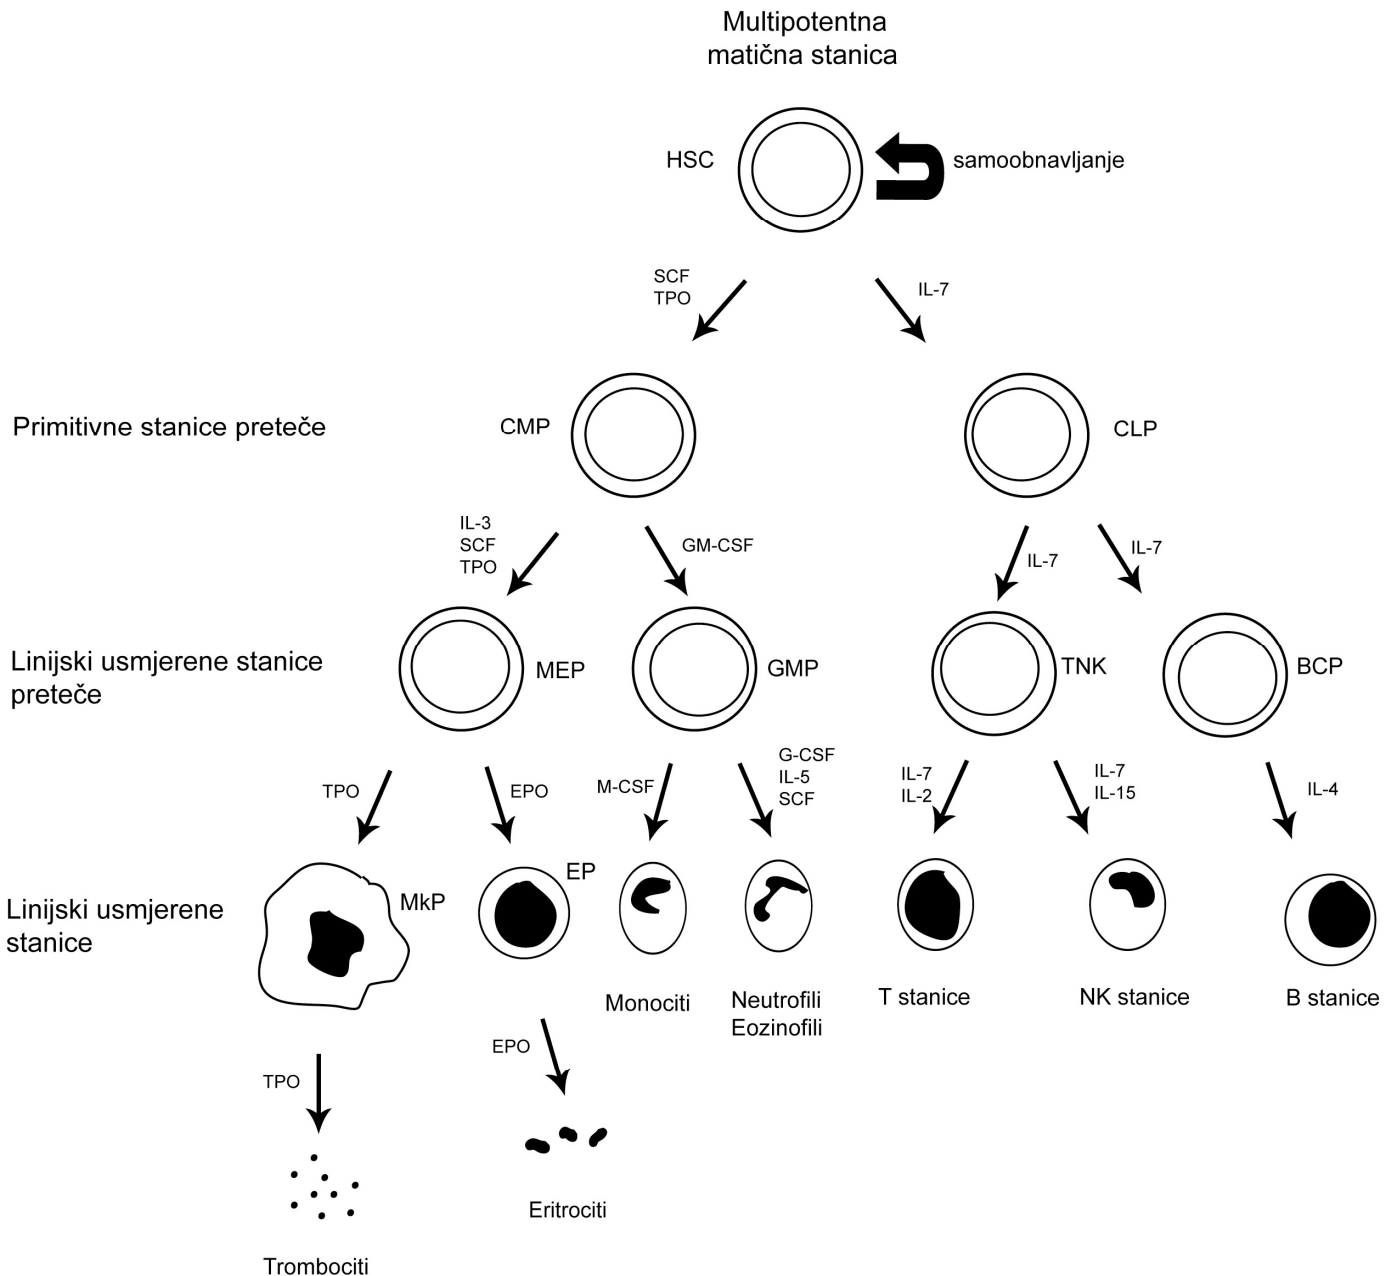 Multipotentna
matična stanica
HSC
samoobnavljanje
SCF
TPO
IL-7
Primitivne stanice preteče
CMP
CLP
IL-3
SCF
TPO
GM-CSF
IL-7
IL-7
Linijski usmjerene stanice
preteče
MEP
GMP
TNK
BCP
TPO
EPO
M-CSF
G-CSF
IL-5
SCF
IL-7
IL-2
IL-7
IL-15
IL-4
Linijski usmjerene
stanice
MkP
EP
Monociti
Neutrofili
Eozinofili
T stanice
NK stanice
B stanice
TPO
EPO
Trombociti
Eritrociti